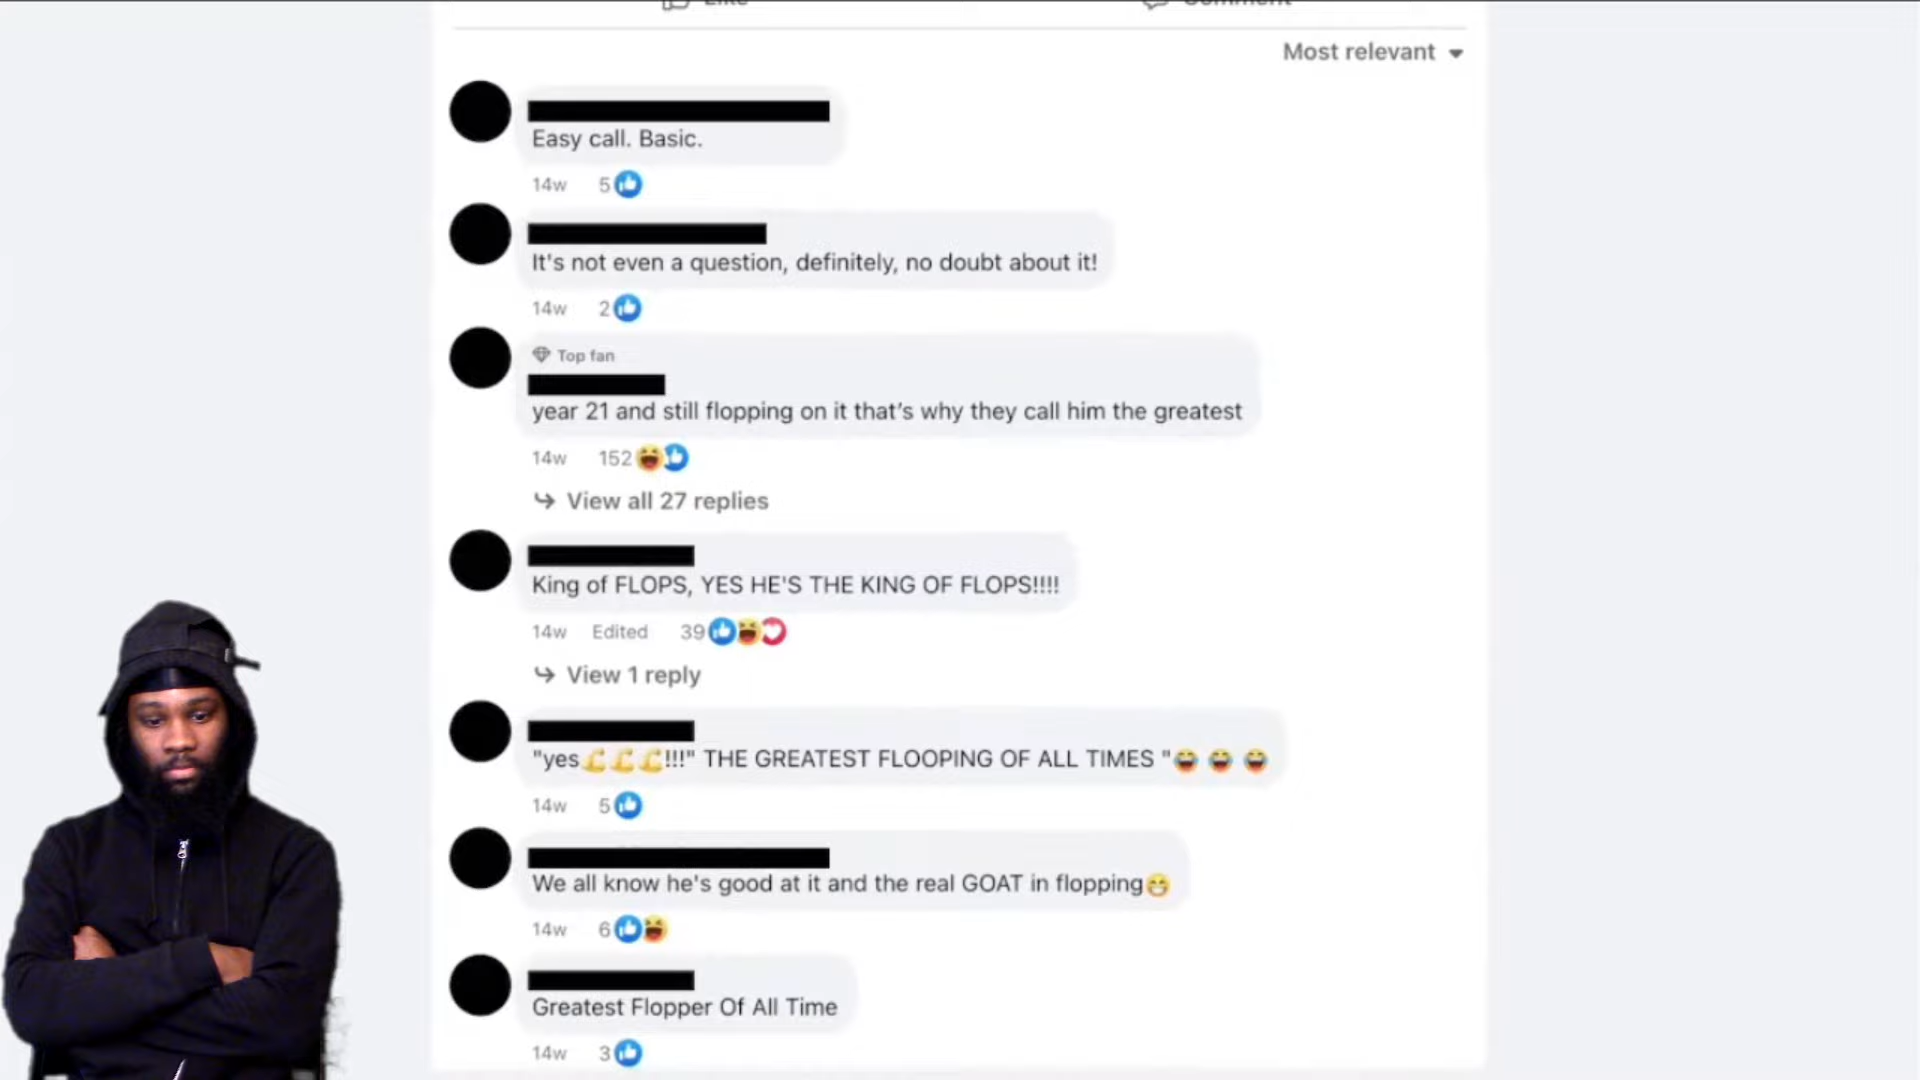 Like Comment
Most relevant
Easy call. Basic.
14w 5
It's not even a question, definitely, no doubt about it!
14w 2
Top fan
year 21 and still flopping on it that’s why they call him the greatest
14w 152
View all 27 replies
King of FLOPS, YES HE'S THE KING OF FLOPS!!!!
14w Edited 39
View 1 reply
"yes💪💪💪!!!" THE GREATEST FLOOPING OF ALL TIMES "😂 😂 😂
14w 5
We all know he's good at it and the real GOAT in flopping😁
14w 6
Greatest Flopper Of All Time
14w 3